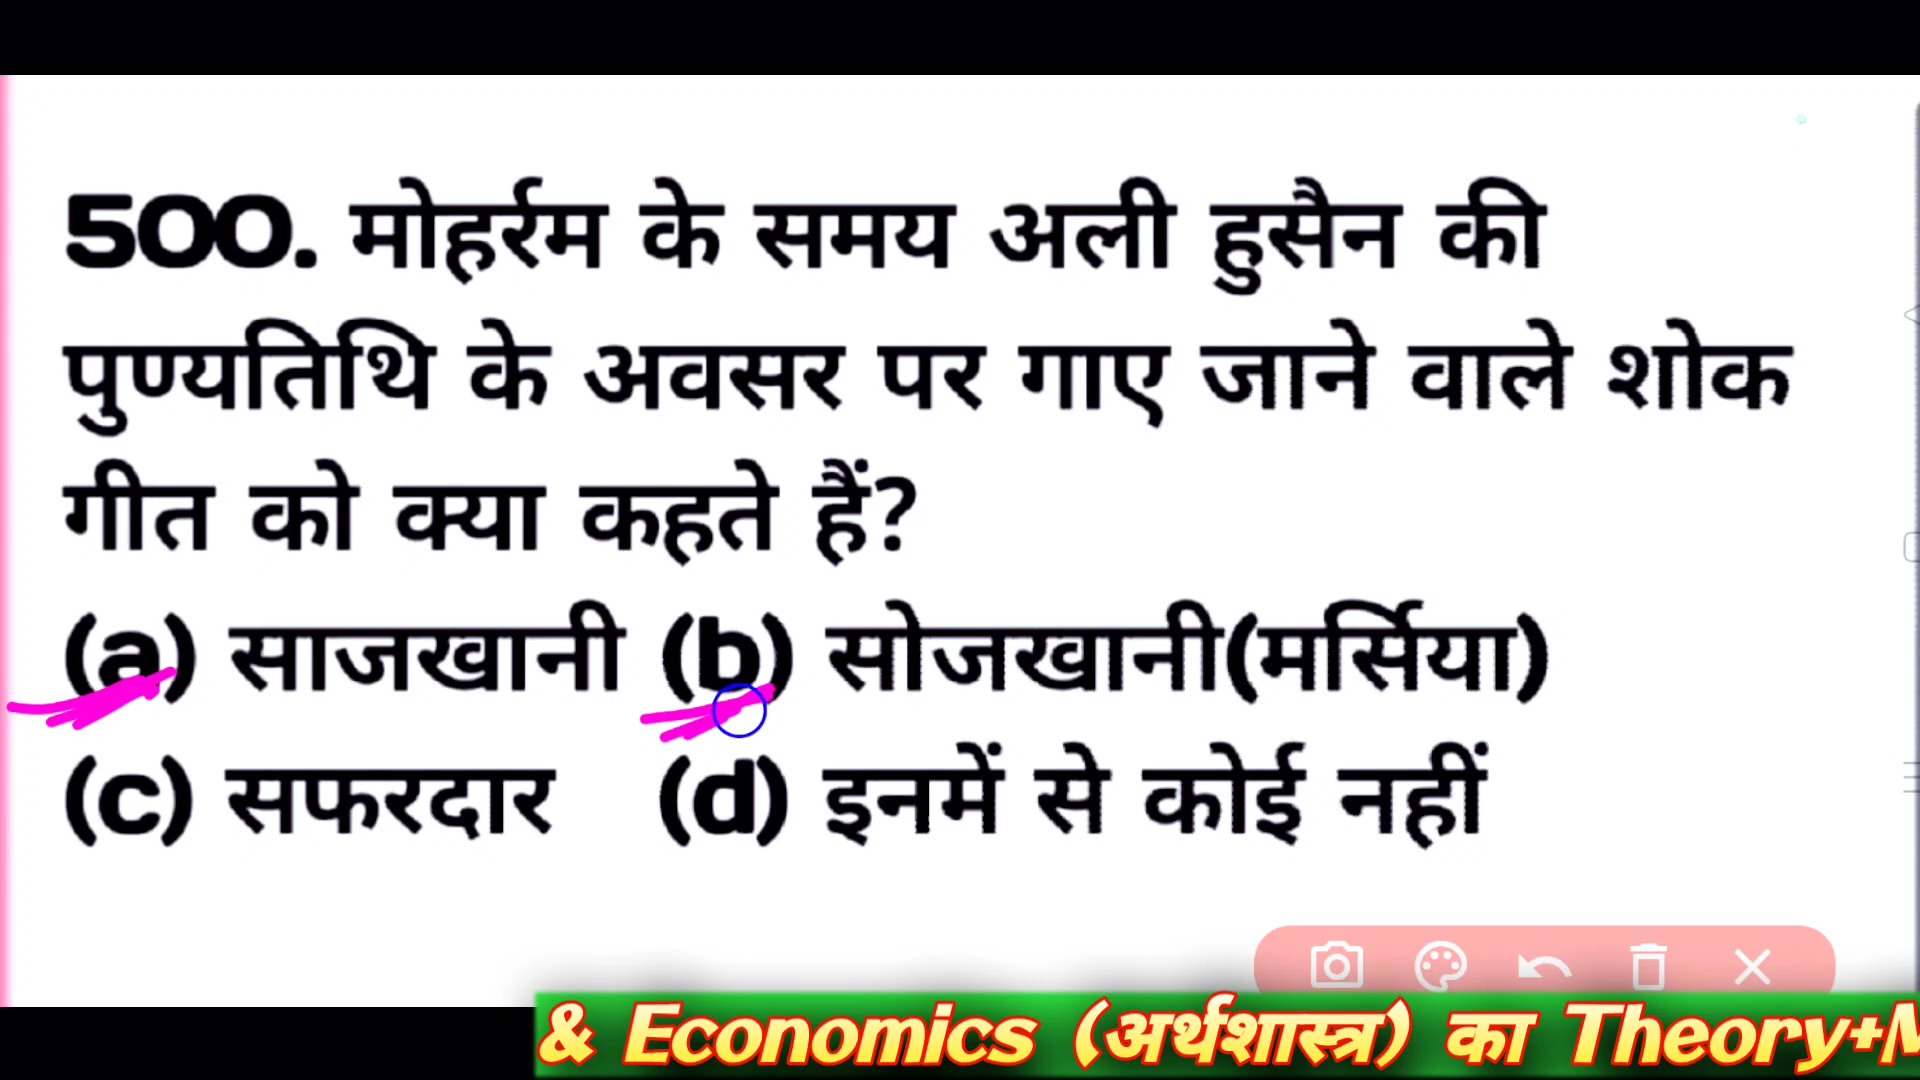 500. मोहर्रम के समय अली हुसैन की
पुण्यतिथि के अवसर पर गाए जाने वाले शोक
गीत को क्या कहते हैं?
(a) साजखानी (b) सोजखानी(मर्सिया)
(c) सफरदार (d) इनमें से कोई नहीं
& Economics (अर्थशास्त्र) का Theory+M